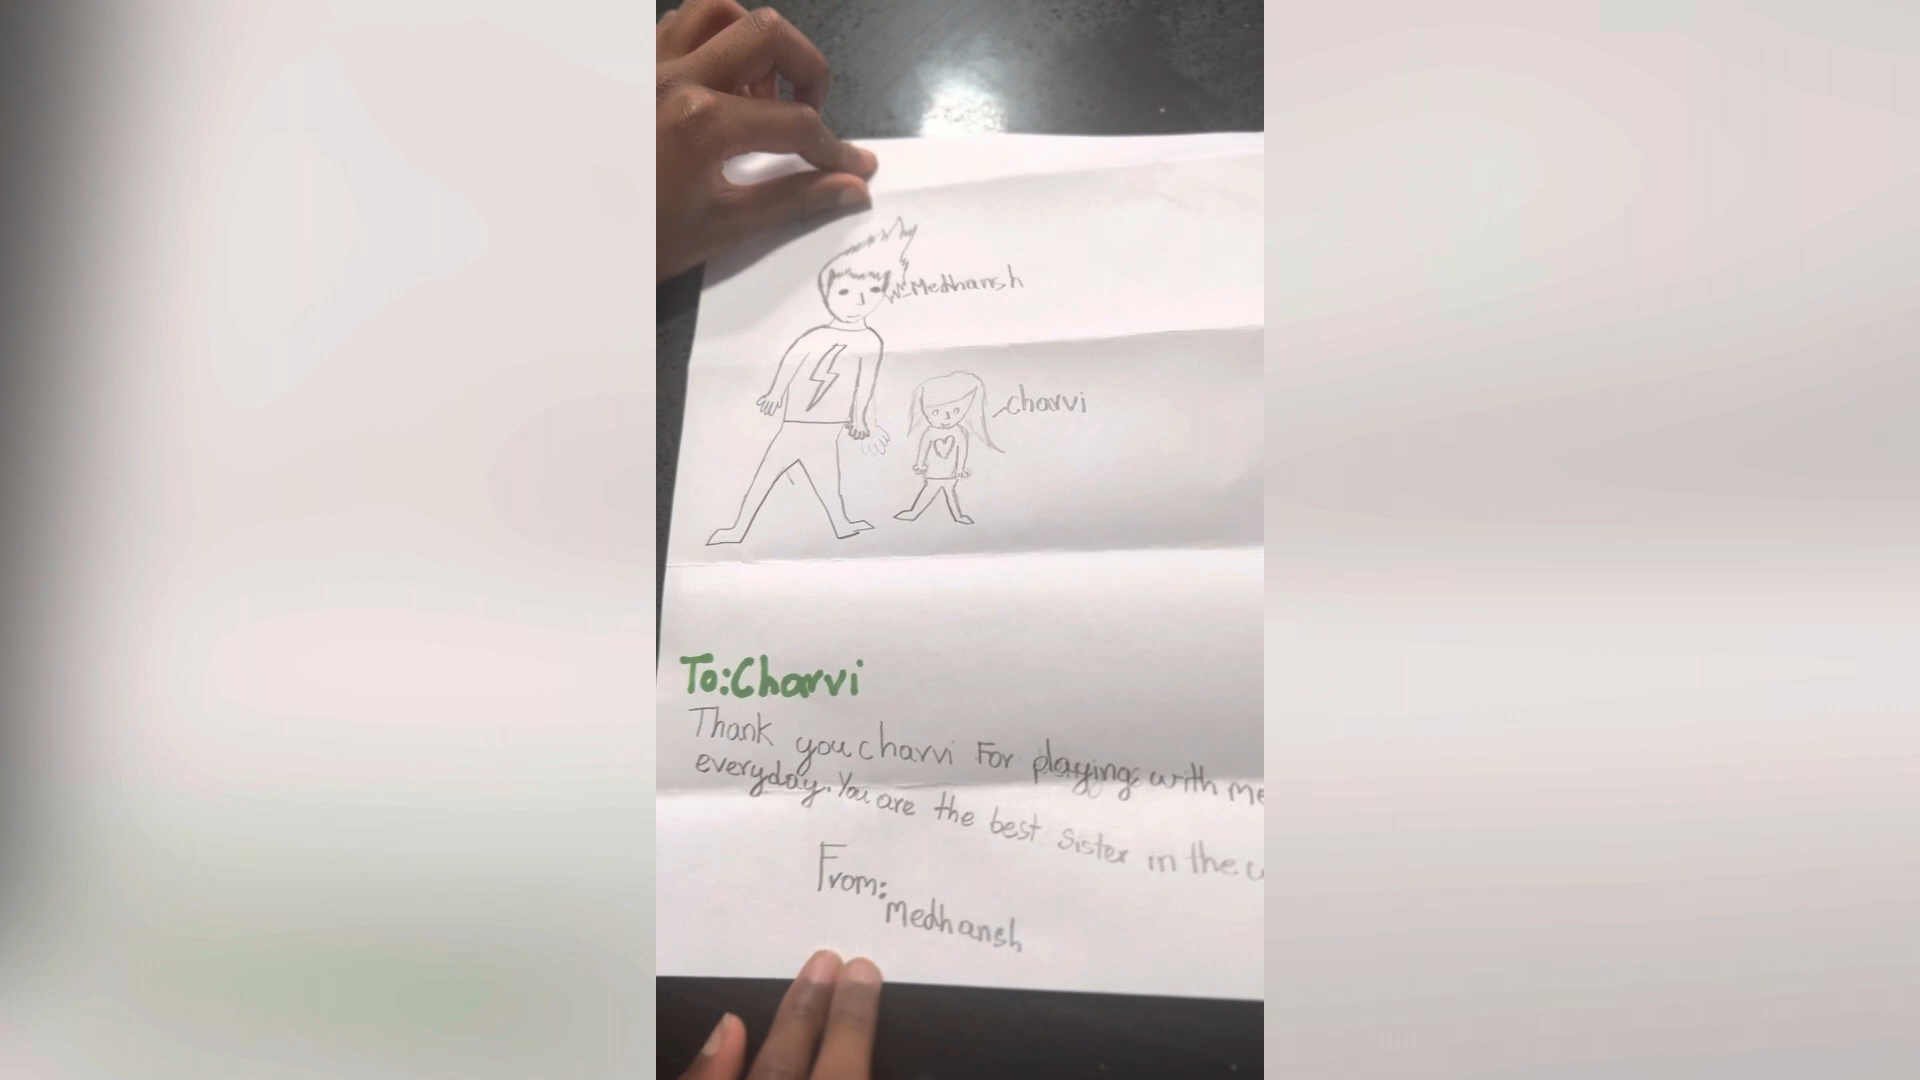 Medhansh
charvi
To:Charvi
Thank you charvi For playing with me
everyday. You are the best sister in the
From:
Medhansh